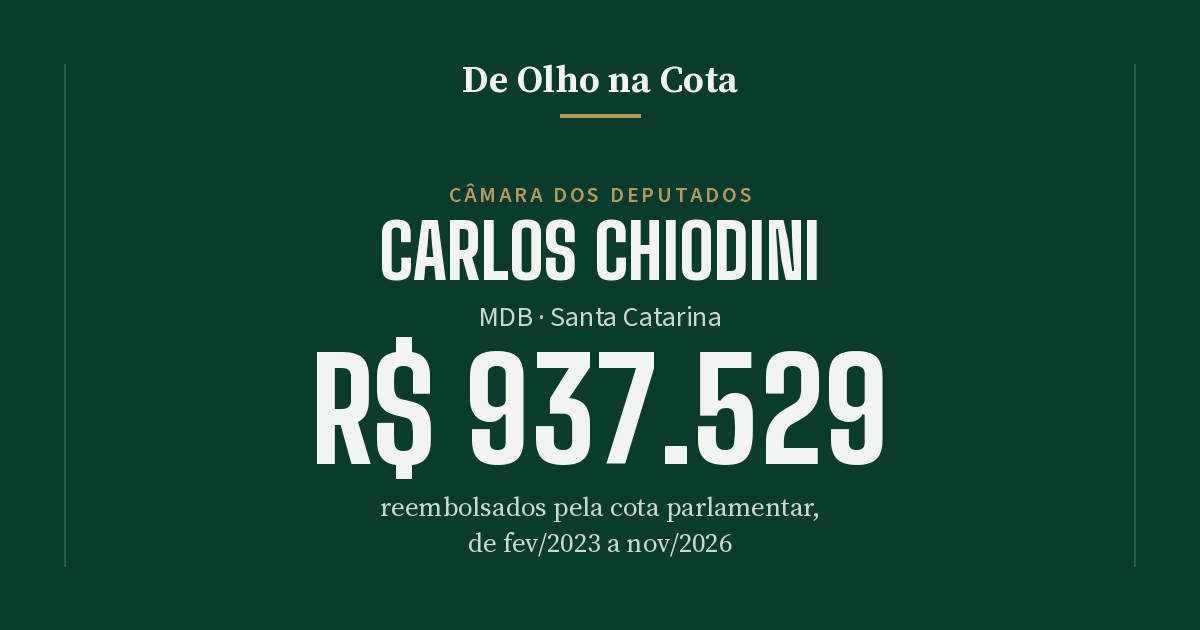 De Olho na Cota
CÂMARA DOS DEPUTADOS
CARLOS CHIODINI
MDB · Santa Catarina
R$ 937.529
reembolsados pela cota parlamentar,
de fev/2023 a nov/2026